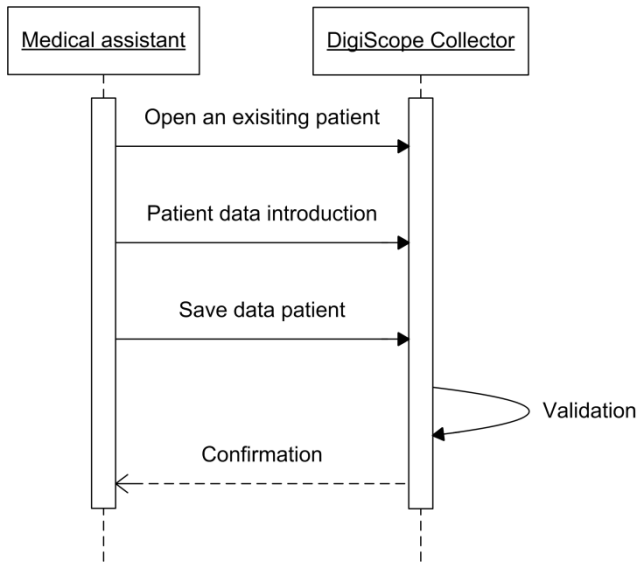 Medical assistant
DigiScope Collector
Open an exisiting patient
Patient data introduction
Save data patient
Validation
Confirmation